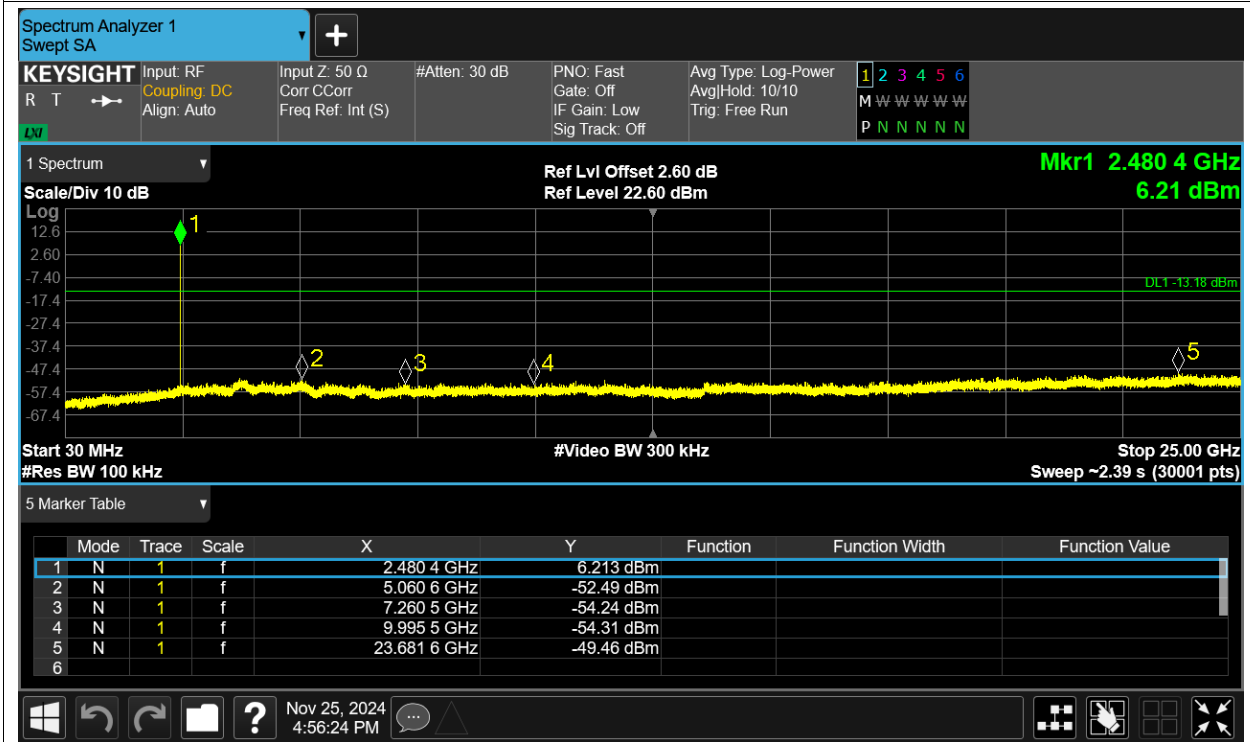 Spectrum Analyzer 1
Swept SA
+
KEYSIGHT
R T
LXI
Input: RF
Coupling: DC
Align: Auto
Input Z: 50 Ω
Corr CCorr
Freq Ref: Int (S)
#Atten: 30 dB
PNO: Fast
Gate: Off
IF Gain: Low
Sig Track: Off
Avg Type: Log-Power
Avg|Hold: 10/10
Trig: Free Run
1 2 3 4 5 6
M W W W W W
P N N N N N
1 Spectrum
Scale/Div 10 dB
Ref Lvl Offset 2.60 dB
Ref Level 22.60 dBm
Mkr1 2.480 4 GHz
6.21 dBm
Log
12.6
2.60
-7.40
-17.4
-27.4
-37.4
-47.4
-57.4
-67.4
1
2
3
4
5
DL1 -13.18 dBm
Start 30 MHz
#Video BW 300 kHz
Stop 25.00 GHz
#Res BW 100 kHz
Sweep ~2.39 s (30001 pts)
5 Marker Table
Mode Trace Scale X Y Function Function Width Function Value
1 N 1 f 2.480 4 GHz 6.213 dBm
2 N 1 f 5.060 6 GHz -52.49 dBm
3 N 1 f 7.260 5 GHz -54.24 dBm
4 N 1 f 9.995 5 GHz -54.31 dBm
5 N 1 f 23.681 6 GHz -49.46 dBm
6
?
Nov 25, 2024
4:56:24 PM